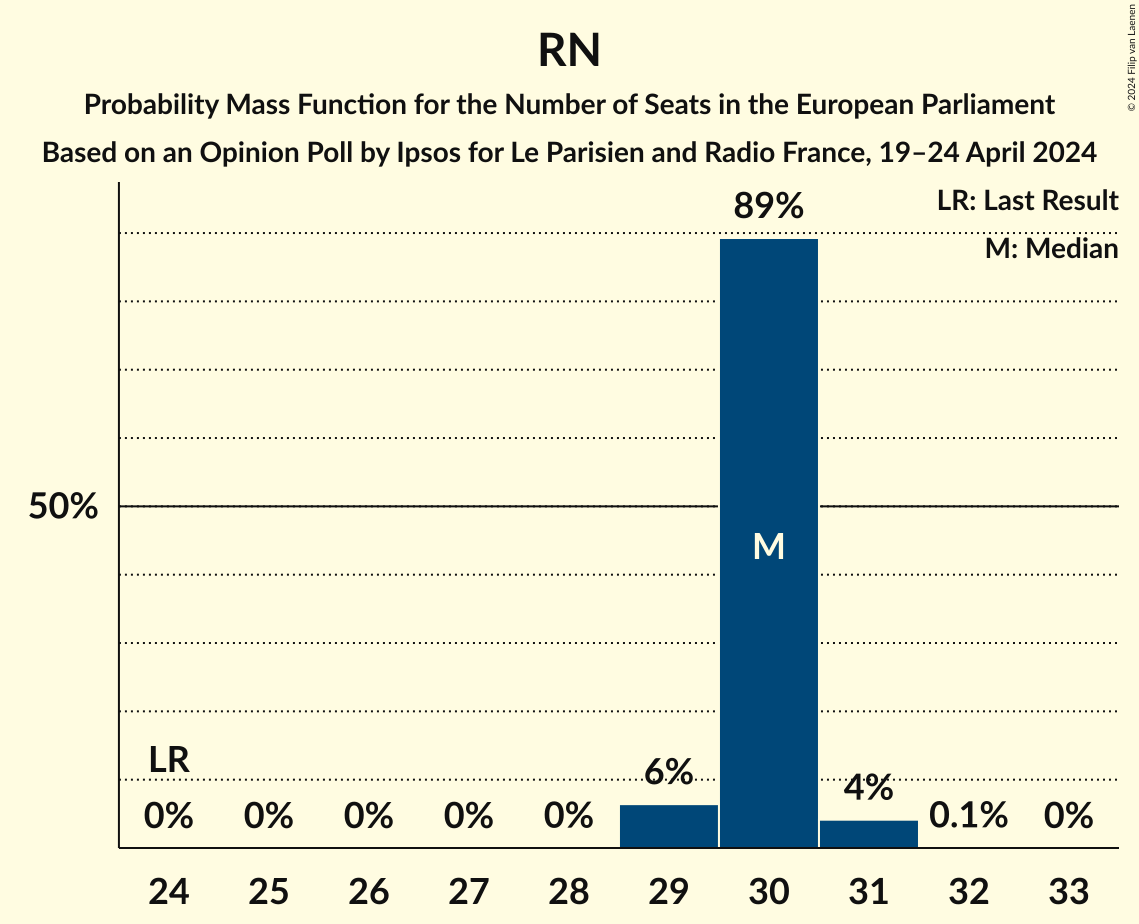 RN
Probability Mass Function for the Number of Seats in the European Parliament
Based on an Opinion Poll by Ipsos for Le Parisien and Radio France, 19–24 April 2024
© 2024 Filip van Laenen
LR: Last Result
M: Median
89%
50%
M
LR
6%
4%
0% 0% 0% 0% 0% 0.1% 0%
24 25 26 27 28 29 30 31 32 33